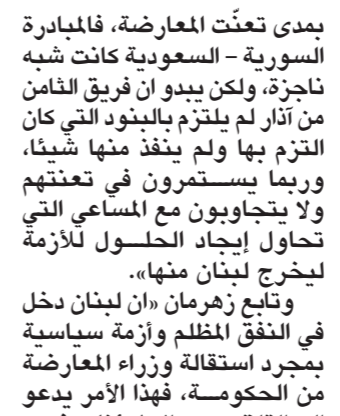 بمدى تعنّت المعارضة، فالمبادرة
السورية – السعودية كانت شبه
ناجزة، ولكن يبدو ان فريق الثامن
من آذار لم يلتزم بالبنود التي كان
التزم بها ولم ينفذ منها شيئا،
وربما يستمرون في تعنتهم
ولا يتجاوبون مع المساعي التي
تحاول إيجاد الحلول للأزمة
ليخرج لبنان منها».
وتابع زهرمان «ان لبنان دخل
في النفق المظلم وأزمة سياسية
بمجرد استقالة وزراء المعارضة
من الحكومة، فهذا الأمر يدعو